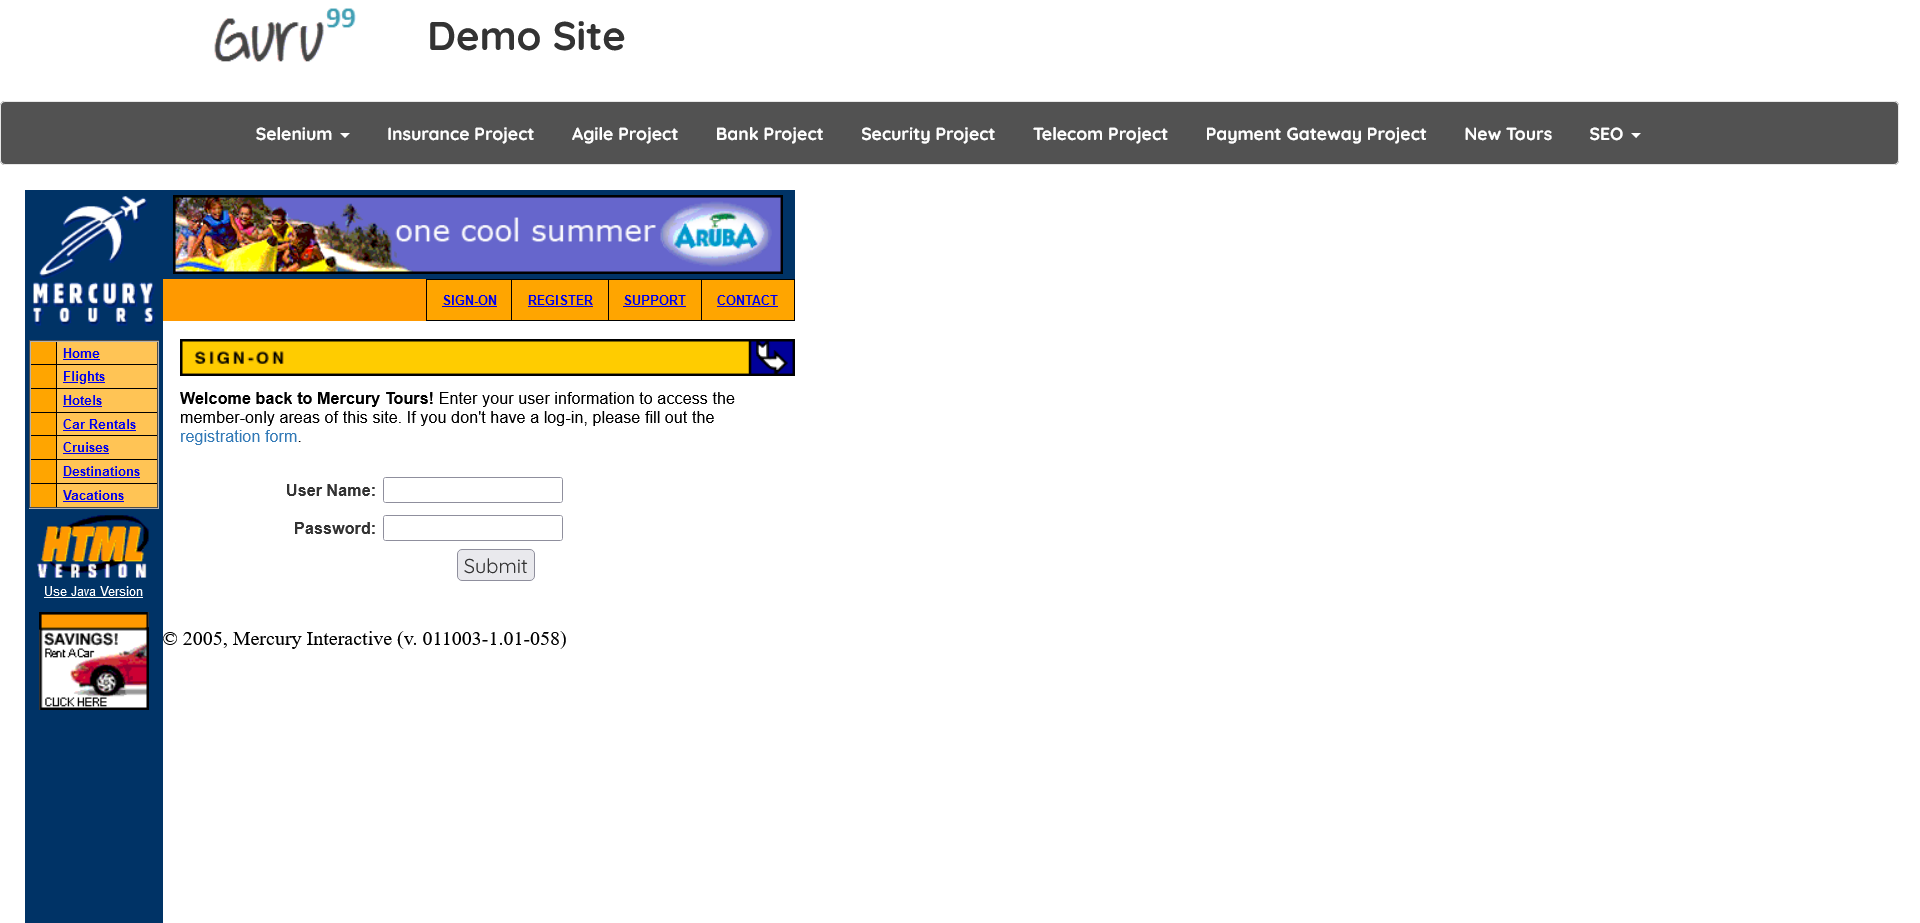 Guru99 Demo Site
Selenium Insurance Project Agile Project Bank Project Security Project Telecom Project Payment Gateway Project New Tours SEO
MERCURY
TOURS
one cool summer ARUBA
SIGN-ON REGISTER SUPPORT CONTACT
Home
Flights
Hotels
Car Rentals
Cruises
Destinations
Vacations
HTML
VERSION
Use Java Version
SAVINGS!
Rent A Car
CLICK HERE
SIGN-ON
Welcome back to Mercury Tours! Enter your user information to access the
member-only areas of this site. If you don't have a log-in, please fill out the
registration form.
User Name:
Password:
Submit
© 2005, Mercury Interactive (v. 011003-1.01-058)